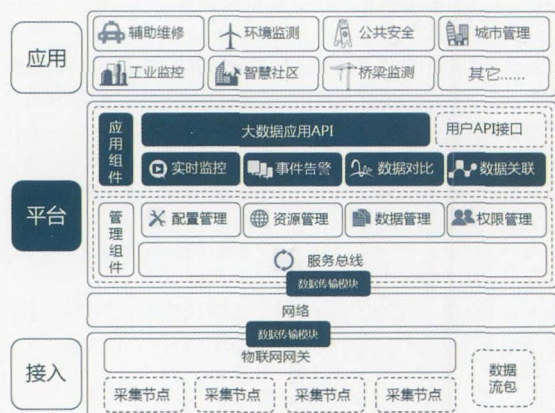 应用
辅助维修 环境监测 公共安全 城市管理
工业监控 智慧社区 桥梁监测 其它......
平台
应用组件
大数据应用API 用户API接口
实时监控 事件告警 数据对比 数据关联
管理组件
配置管理 资源管理 数据管理 权限管理
服务总线
数据传输模块
网络
数据传输模块
物联网网关
接入
采集节点 采集节点 采集节点 采集节点
数据
流包